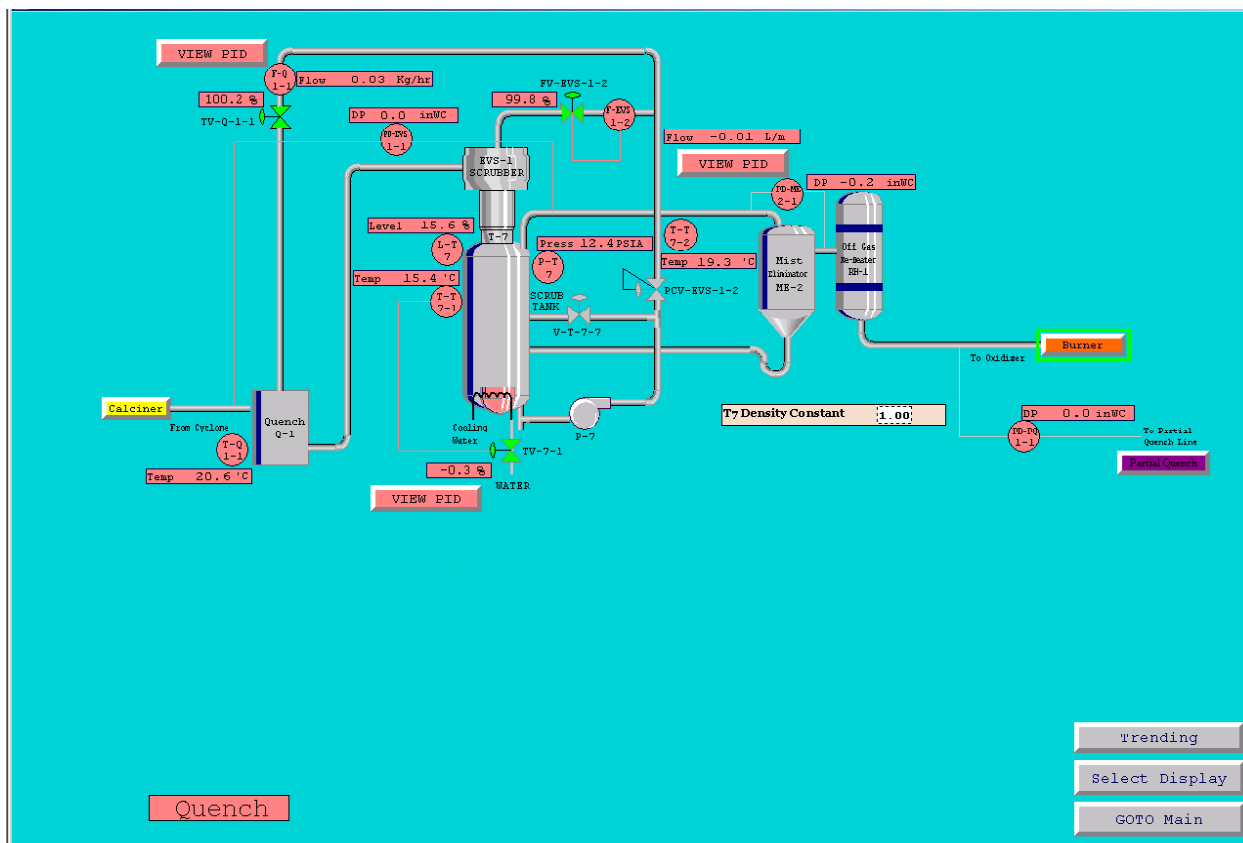 VIEW PID
F-Q
1-1
Flow 0.03 Kg/hr
100.2 %
TV-Q-1-1
DP 0.0 inWC
PD-EVS
1-1
FV-EVS-1-2
99.8 %
F-EVS
1-2
Flow -0.01 L/m
VIEW PID
EVS-1
SCRUBBER
DP -0.2 inWC
PD-ME
2-1
Level 15.6 %
T-7
L-T
7
Press 12.4 PSIA
P-T
7
T-T
7-2
Temp 19.3 'C
Mist
Eliminator
ME-2
Off Gas
Re-Heater
RH-1
Temp 15.4 'C
T-T
7-1
SCRUB
TANK
V-T-7-7
PCV-EVS-1-2
Burner
To Oxidizer
Calciner
From Cyclone
Quench
Q-1
T-Q
1-1
Temp 20.6 'C
Cooling
Water
P-7
TV-7-1
-0.3 %
WATER
VIEW PID
T7 Density Constant 1.00
DP 0.0 inWC
PD-PQ
1-1
To Partial
Quench Line
Partial Quench
Trending
Select Display
GOTO Main
Quench